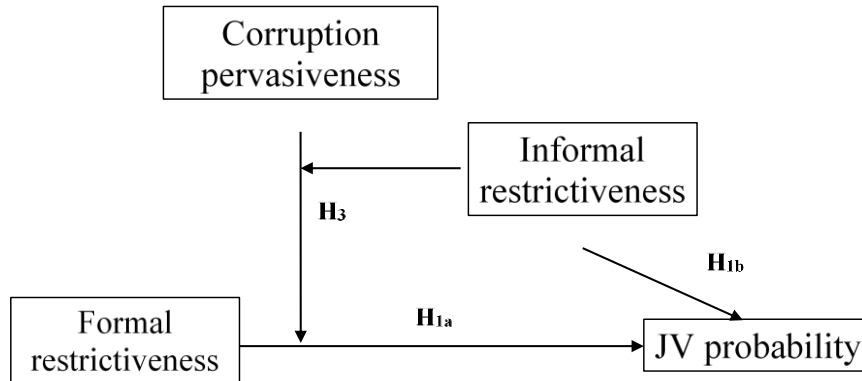 Corruption
pervasiveness
Informal
restrictiveness
H₃
H₁b
H₁a
Formal
restrictiveness
JV probability